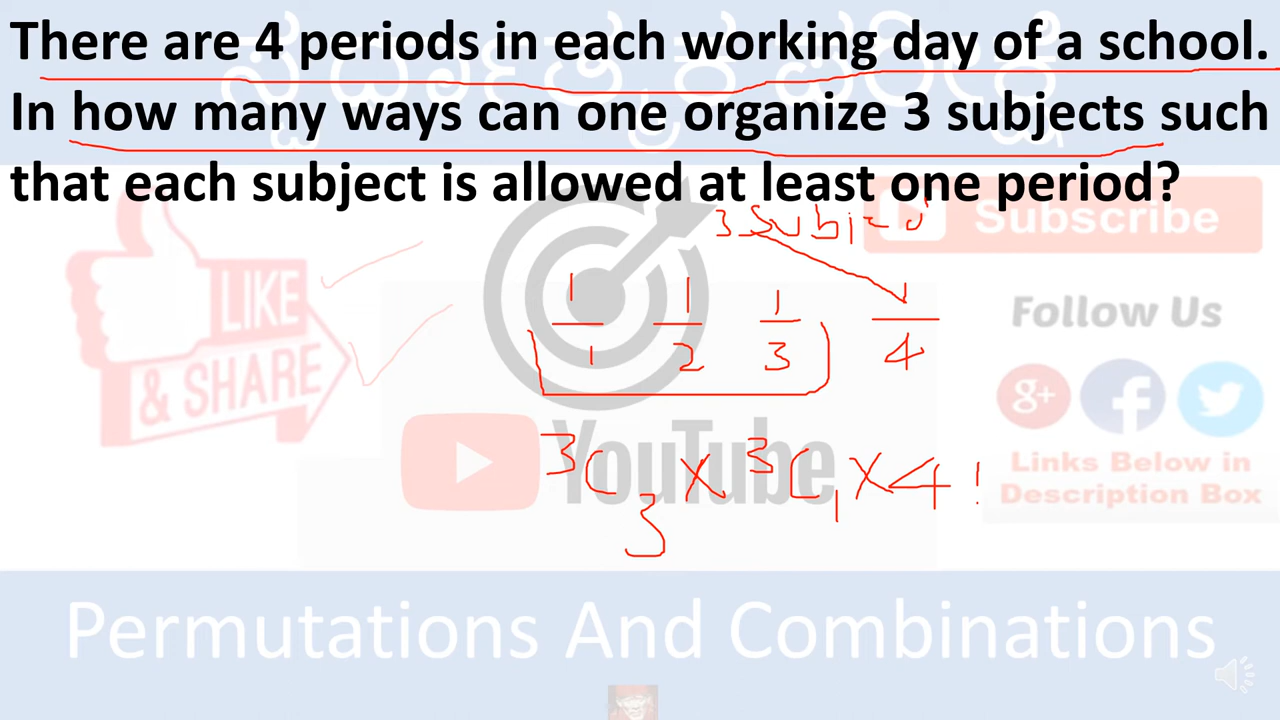 There are 4 periods in each working day of a school.
In how many ways can one organize 3 subjects such
that each subject is allowed at least one period?
Subscribe
LIKE
& SHARE
1 1 1 1
1 2 3 4
Follow Us
g+
YouTube
³C₃ × ³C₁ × 4!
Links Below in
Description Box
Permutations And Combinations